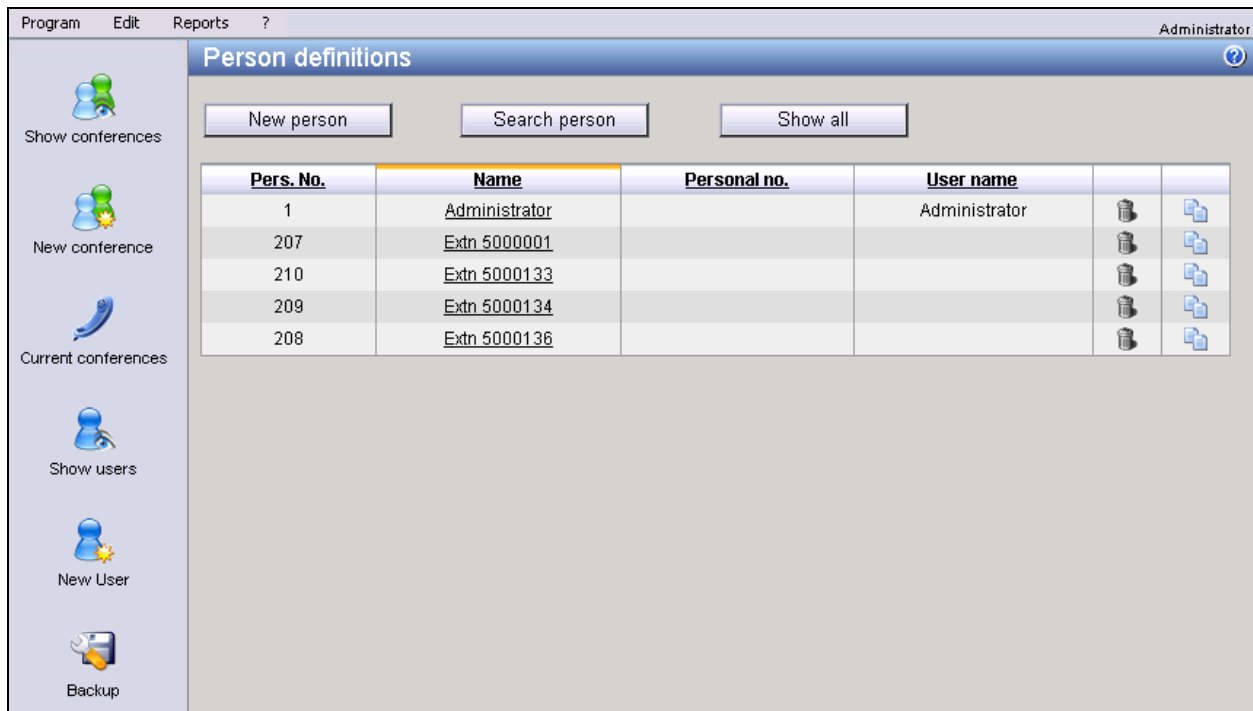 Program Edit Reports ?
Administrator
Person definitions
?
New person Search person Show all
Pers. No. Name Personal no. User name
1 Administrator Administrator
207 Extn 5000001
210 Extn 5000133
209 Extn 5000134
208 Extn 5000136
Show conferences
New conference
Current conferences
Show users
New User
Backup